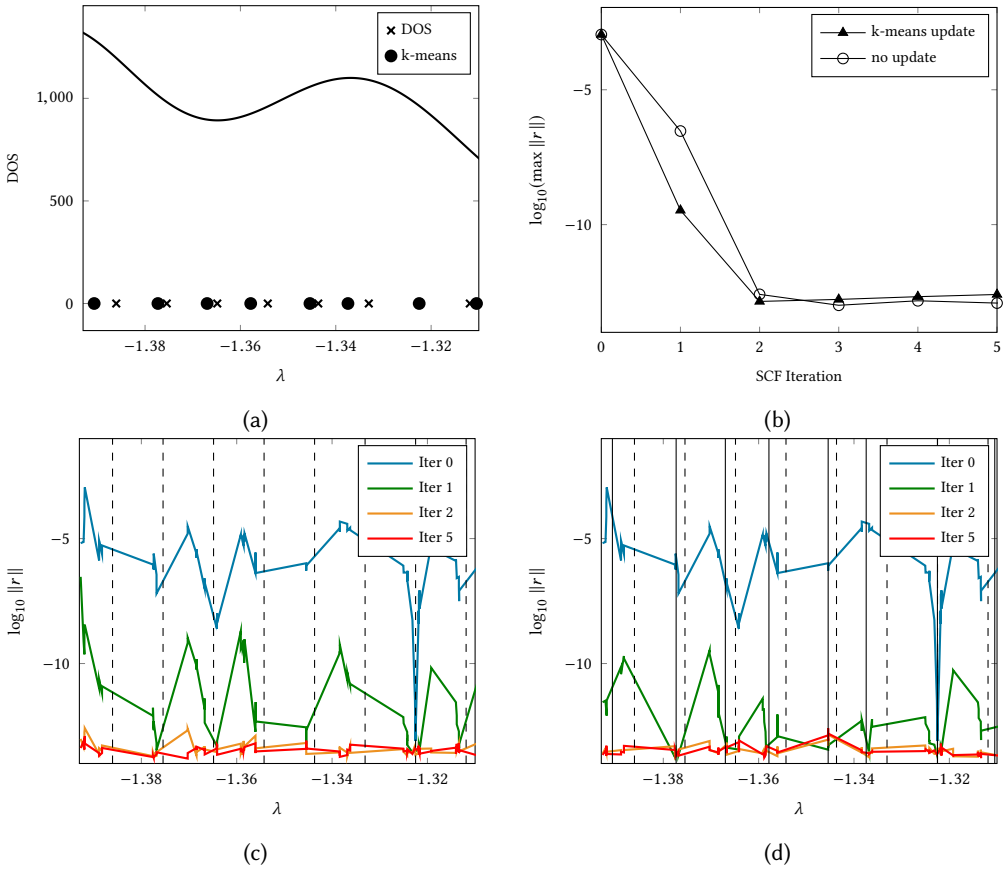 DOS
k-means
1,000
500
0
DOS
−1.38
−1.36
−1.34
−1.32
λ
(a)
k-means update
no update
−5
−10
log10(max ||r||)
0
1
2
3
4
5
SCF Iteration
(b)
Iter 0
Iter 1
Iter 2
Iter 5
−5
−10
log10 ||r||
−1.38
−1.36
−1.34
−1.32
λ
(c)
Iter 0
Iter 1
Iter 2
Iter 5
−5
−10
log10 ||r||
−1.38
−1.36
−1.34
−1.32
λ
(d)